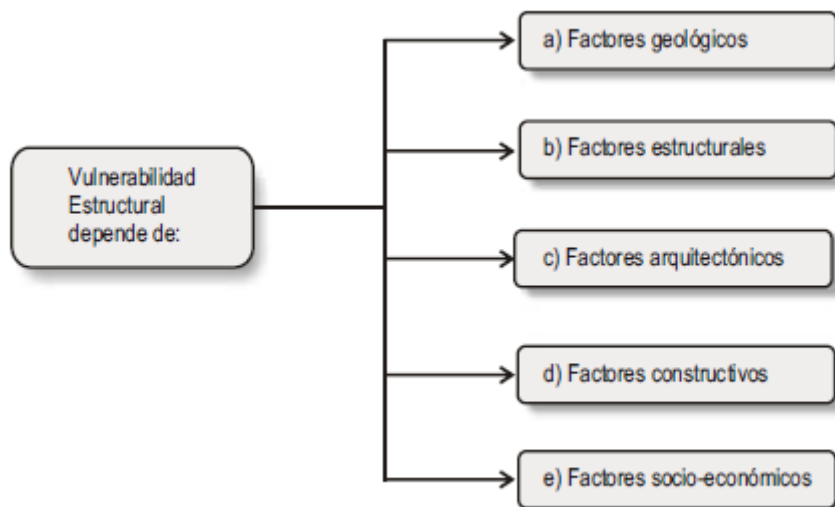 Vulnerabilidad
Estructural
depende de:
a) Factores geológicos
b) Factores estructurales
c) Factores arquitectónicos
d) Factores constructivos
e) Factores socio-económicos